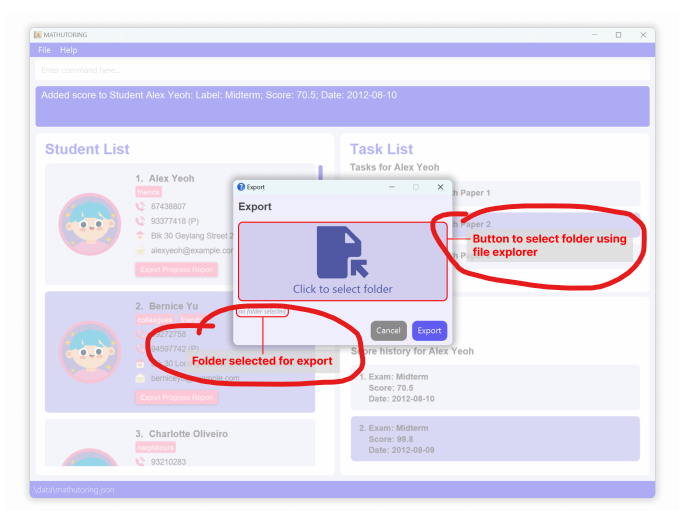 MATHUTORING
File Help
Enter command here...
Added score to Student Alex Yeoh: Label: Midterm; Score: 70.5; Date: 2012-08-10
Student List
1. Alex Yeoh
friends
87438807
93377418 (P)
Blk 30 Geylang Street 2
alexyeoh@example.com
Export Progress Report
2. Bernice Yu
colleagues
99272758
94597742 (P)
30 Lor
berniceyu@example.com
Export Progress Report
3. Charlotte Oliveiro
neighbours
93210283
Task List
Tasks for Alex Yeoh
Paper 1
Paper 2
Export
Export
Click to select folder
No folder selected
Cancel Export
Button to select folder using
file explorer
Folder selected for export
Score history for Alex Yeoh
1. Exam: Midterm
Score: 70.5
Date: 2012-08-10
2. Exam: Midterm
Score: 99.8
Date: 2012-08-09
\data\mathutoring.json